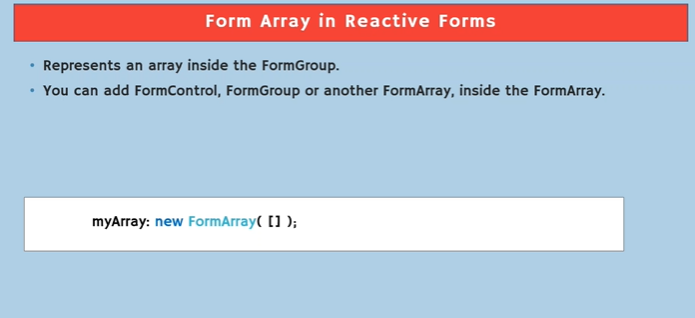 Form Array in Reactive Forms
• Represents an array inside the FormGroup.
• You can add FormControl, FormGroup or another FormArray, inside the FormArray.
myArray: new FormArray( [] );